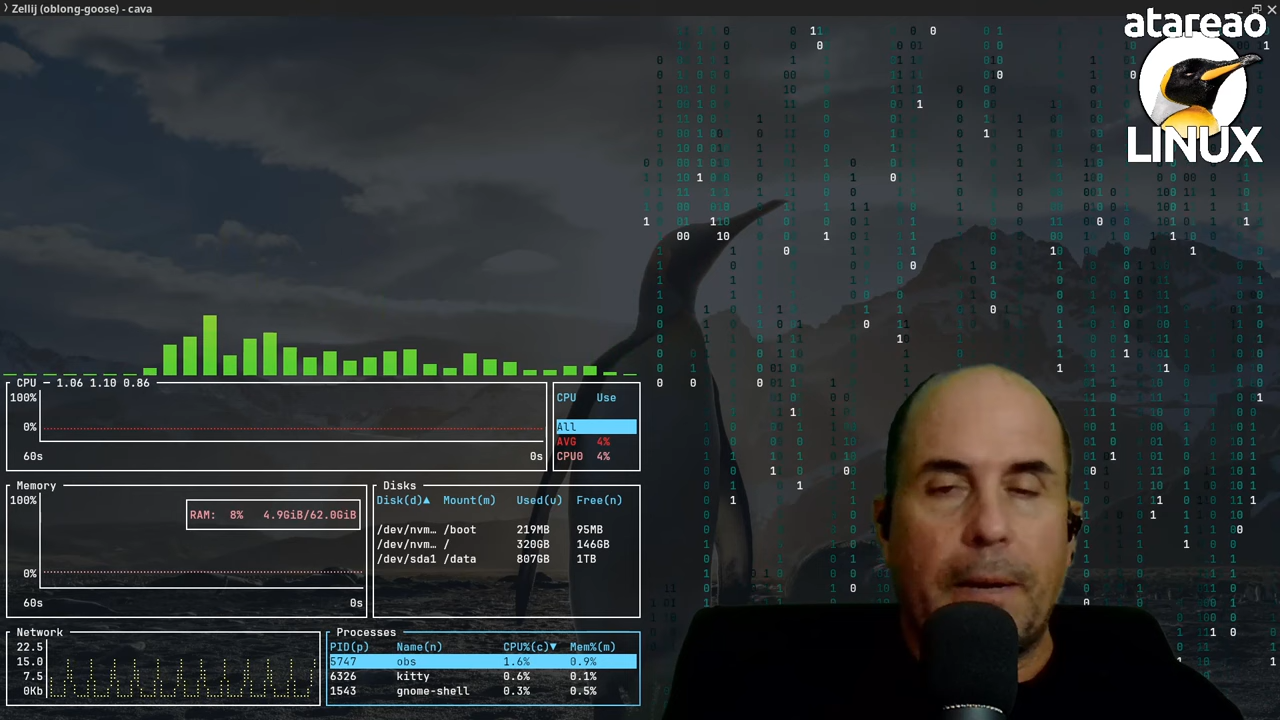 〉Zellij (oblong-goose) - cava
atareao
LINUX
CPU — 1.06 1.10 0.86
100%
0%
60s 0s
CPU Use
All
AVG 4%
CPU0 4%
Memory
100%
RAM: 8% 4.9GiB/62.0GiB
0%
60s 0s
Disks
Disk(d)▲ Mount(m) Used(u) Free(n)
/dev/nvm… /boot 219MB 95MB
/dev/nvm… / 320GB 146GB
/dev/sda1 /data 807GB 1TB
Network
22.5
15.0
7.5
0Kb
Processes
PID(p) Name(n) CPU%(c)▼ Mem%(m)
5747 obs 1.6% 0.9%
6326 kitty 0.6% 0.1%
1543 gnome-shell 0.3% 0.5%